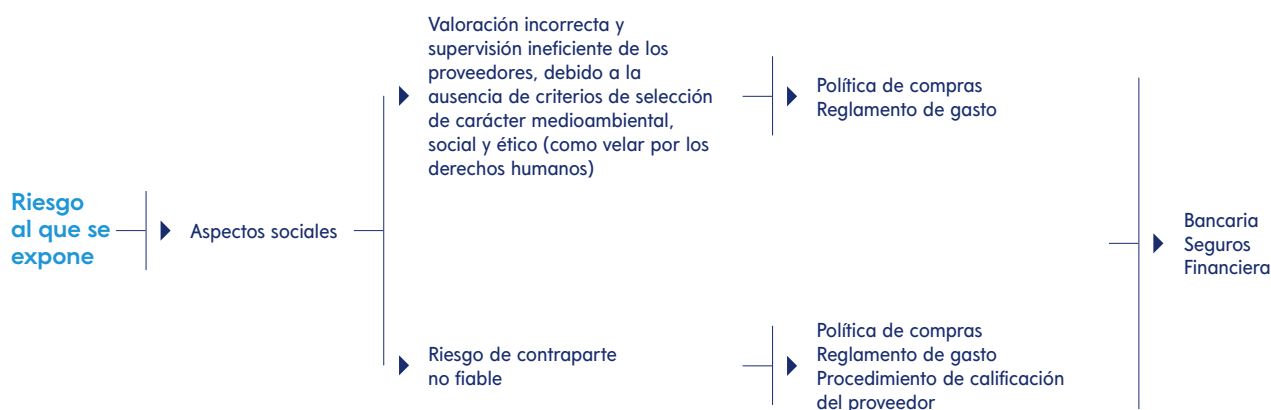 Riesgo
al que se
expone
Aspectos sociales
Valoración incorrecta y
supervisión ineficiente de los
proveedores, debido a la
ausencia de criterios de selección
de carácter medioambiental,
social y ético (como velar por los
derechos humanos)
Política de compras
Reglamento de gasto
Riesgo de contraparte
no fiable
Política de compras
Reglamento de gasto
Procedimiento de calificación
del proveedor
Bancaria
Seguros
Financiera